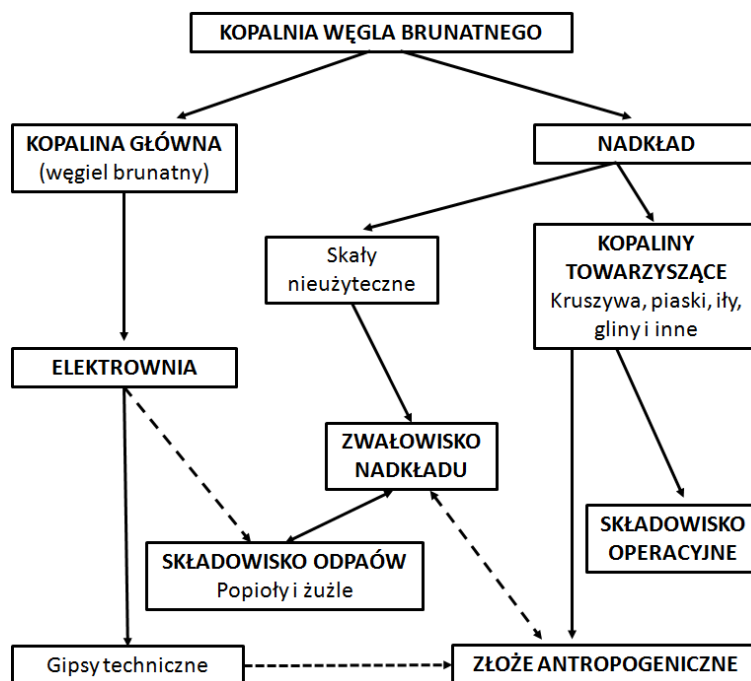 KOPALNIA WĘGLA BRUNATNEGO
KOPALINA GŁÓWNA
(węgiel brunatny)
NADKŁAD
Skały
nieużyteczne
KOPALINY
TOWARZYSZĄCE
Kruszywa, piaski, iły,
gliny i inne
ELEKTROWNIA
ZWAŁOWISKO
NADKŁADU
SKŁADOWISKO
OPERACYJNE
SKŁADOWISKO ODPAÓW
Popioły i żużle
Gipsy techniczne
ZŁOŻE ANTROPOGENICZNE